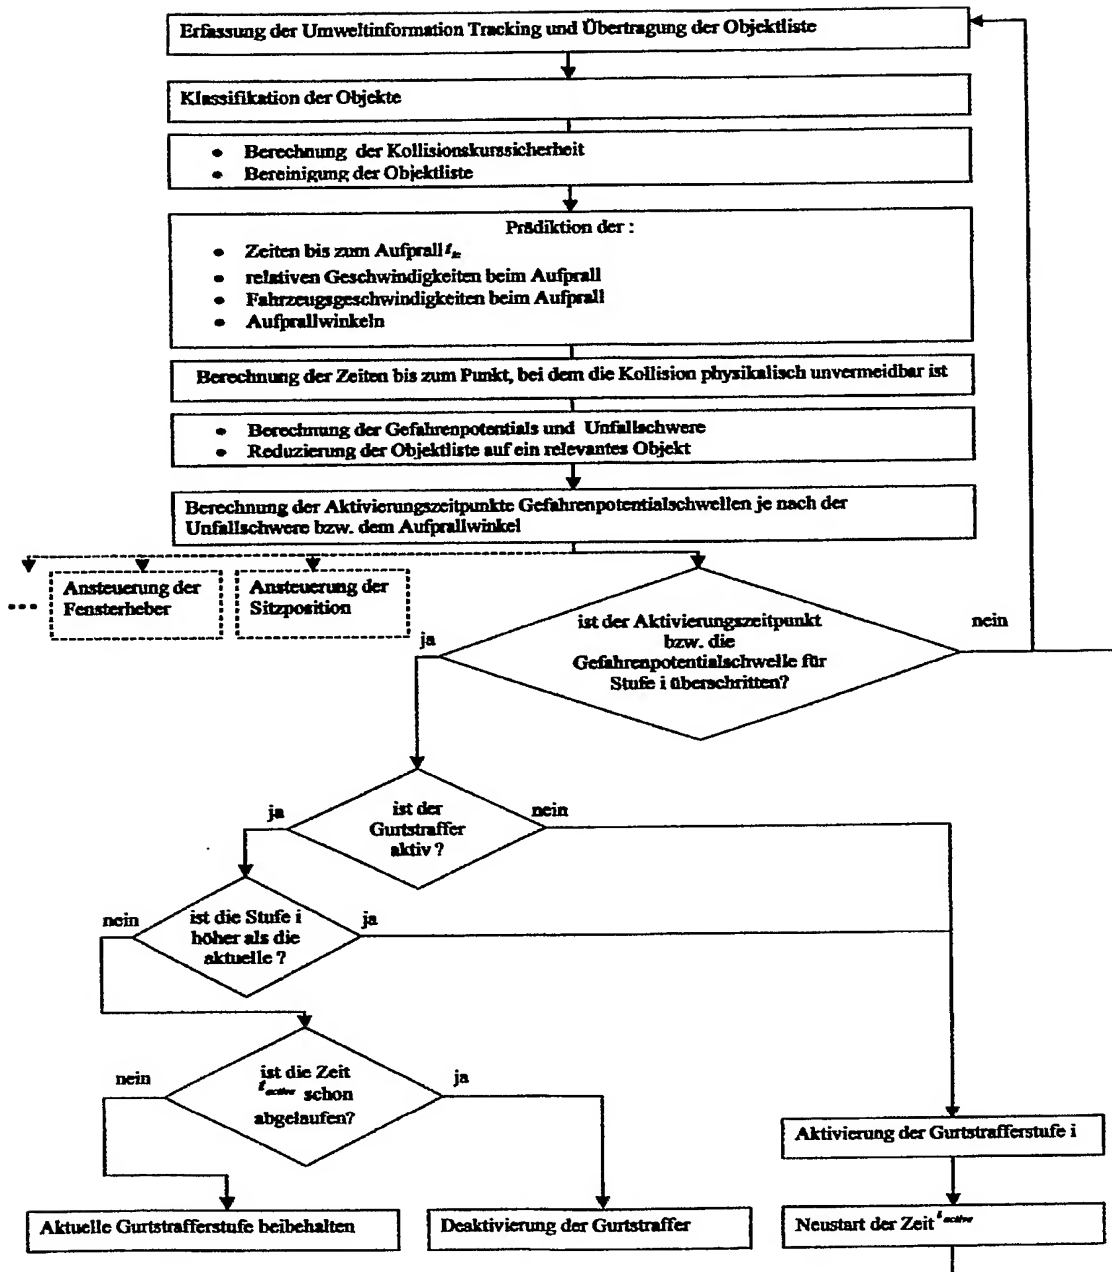 Erfassung der Umweltinformation Tracking und Übertragung der Objektliste
Klassifikation der Objekte
• Berechnung der Kollisionskurssicherheit
• Bereinigung der Objektliste
Prädiktion der :
• Zeiten bis zum Aufprall
• relativen Geschwindigkeiten beim Aufprall
• Fahrzeugsgeschwindigkeiten beim Aufprall
• Aufprallwinkeln
Berechnung der Zeiten bis zum Punkt, bei dem die Kollision physikalisch unvermeidbar ist
• Berechnung der Gefahrenpotentials und Unfallschwere
• Reduzierung der Objektliste auf ein relevantes Objekt
Berechnung der Aktivierungszeitpunkte Gefahrenpotentialschwellen je nach der
Unfallschwere bzw. dem Aufprallwinkel
Ansteuerung der
Fensterheber
Ansteuerung der
Sitzposition
ja
ist der Aktivierungszeitpunkt
bzw. die
Gefahrenpotentialschwelle für
Stufe i überschritten?
nein
ja
ist der
Gurtstraffer
aktiv ?
nein
nein
ist die Stufe i
höher als die
aktuelle ?
ja
nein
ist die Zeit
t active schon
abgelaufen?
ja
Aktivierung der Gurtstrafferstufe i
Aktuelle Gurtstrafferstufe beibehalten
Deaktivierung der Gurtstraffer
Neustart der Zeit t active